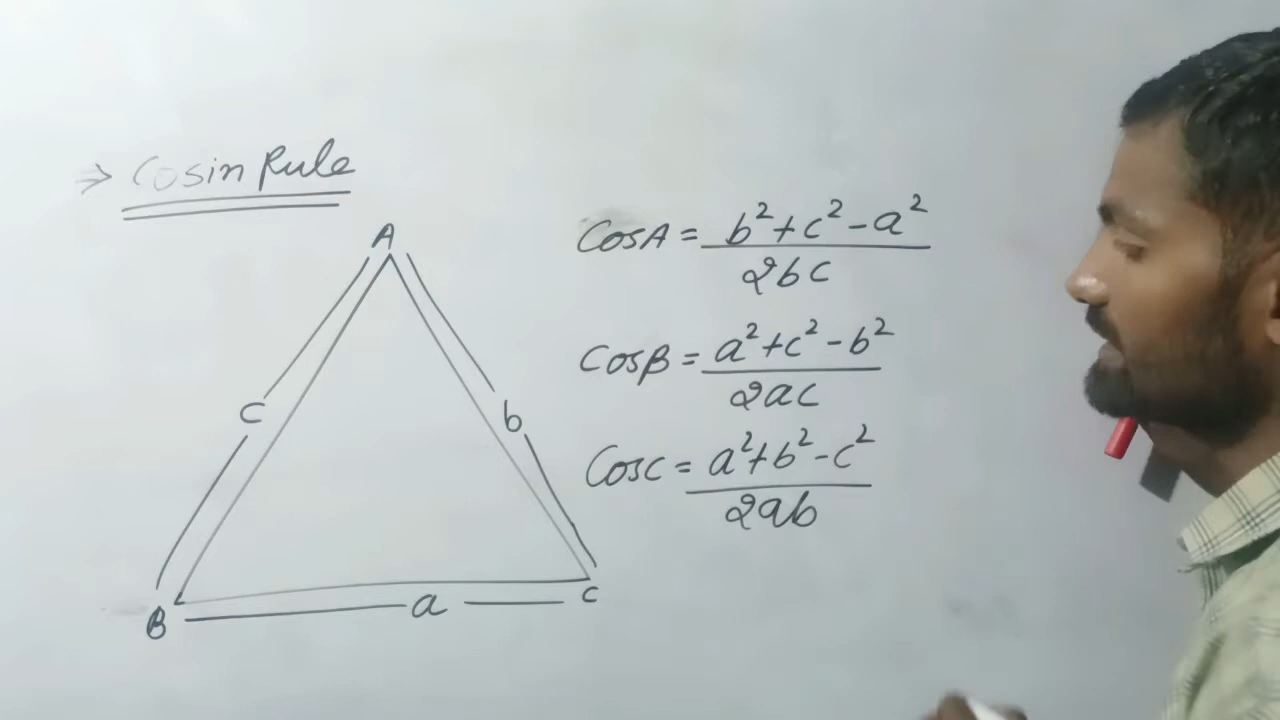 ⇒ Cosin Rule
A
CosA = b²+c²-a² / 2bc
CosB = a²+c²-b² / 2ac
c
b
CosC = a²+b²-c² / 2ab
B
a
C